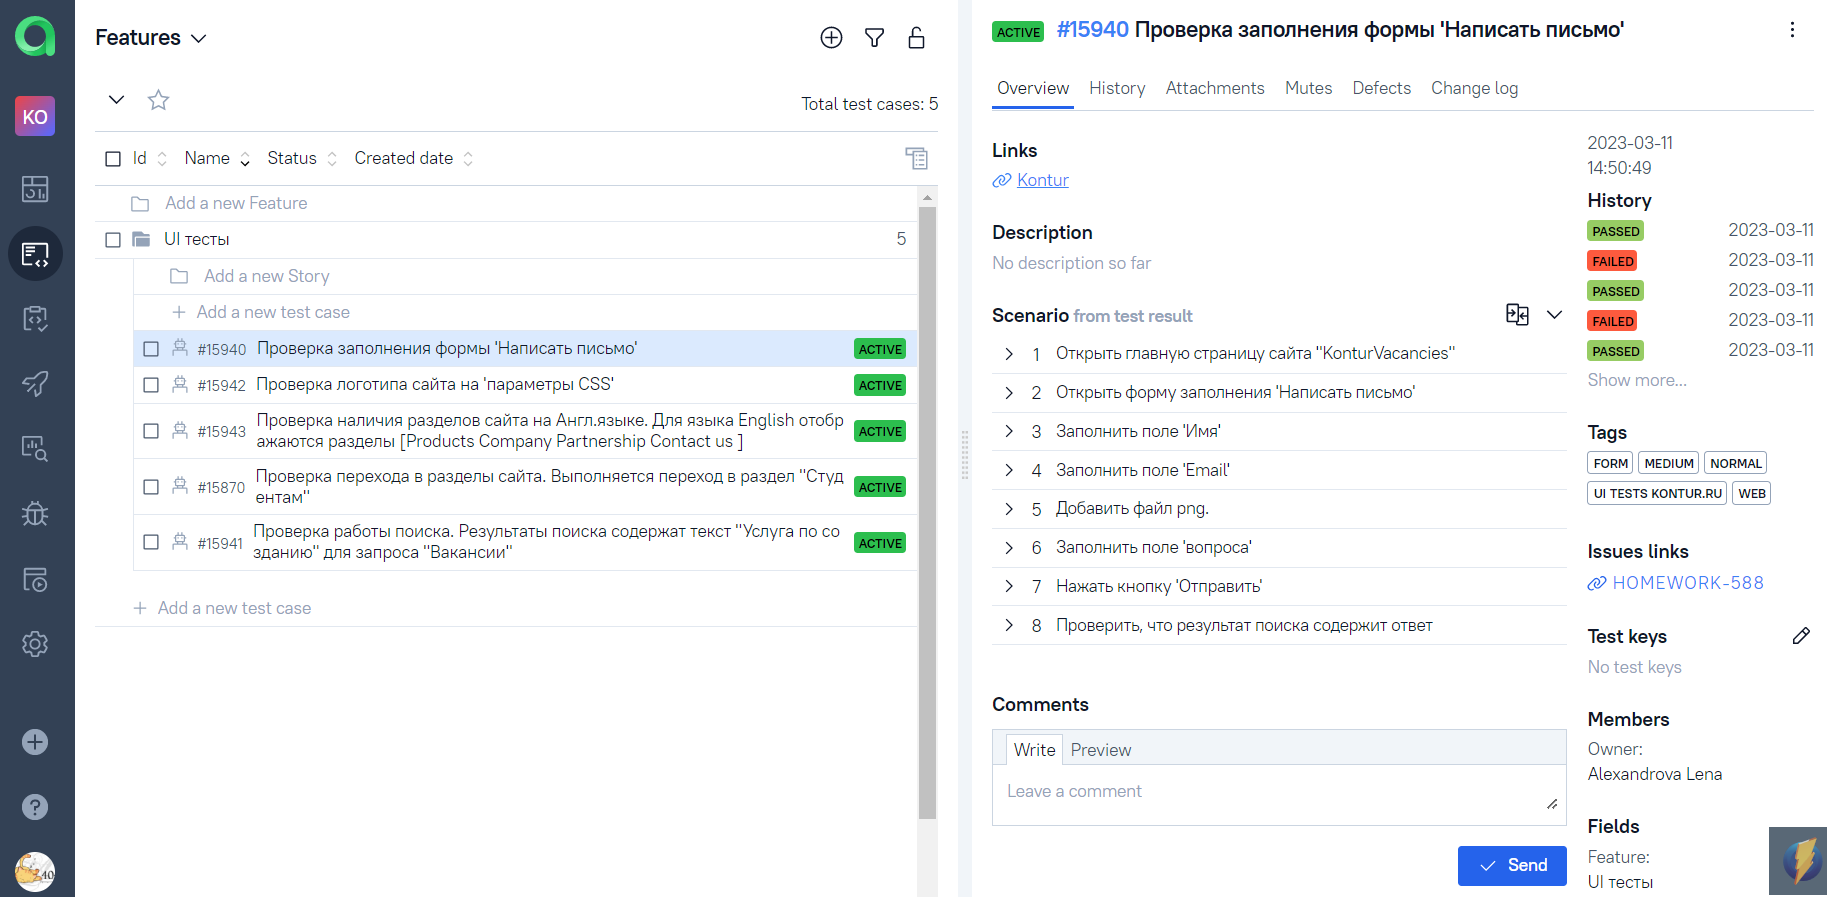 KO
Features
Total test cases: 5
Id Name Status Created date
Add a new Feature
UI тесты 5
Add a new Story
Add a new test case
#15940 Проверка заполнения формы 'Написать письмо' ACTIVE
#15942 Проверка логотипа сайта на 'параметры CSS' ACTIVE
#15943 Проверка наличия разделов сайта на Англ.языке. Для языка English отобр
ажаются разделы [Products Company Partnership Contact us ] ACTIVE
#15870 Проверка перехода в разделы сайта. Выполняется переход в раздел "Студ
ентам" ACTIVE
#15941 Проверка работы поиска. Результаты поиска содержат текст "Услуга по со
зданию" для запроса "Вакансии" ACTIVE
Add a new test case
ACTIVE #15940 Проверка заполнения формы 'Написать письмо'
Overview History Attachments Mutes Defects Change log
Links
Kontur
Description
No description so far
Scenario from test result
1 Открыть главную страницу сайта "KonturVacancies"
2 Открыть форму заполнения 'Написать письмо'
3 Заполнить поле 'Имя'
4 Заполнить поле 'Email'
5 Добавить файл png.
6 Заполнить поле 'вопроса'
7 Нажать кнопку 'Отправить'
8 Проверить, что результат поиска содержит ответ
Comments
Write Preview
Leave a comment
Send
2023-03-11
14:50:49
History
PASSED 2023-03-11
FAILED 2023-03-11
PASSED 2023-03-11
FAILED 2023-03-11
PASSED 2023-03-11
Show more...
Tags
FORM MEDIUM NORMAL
UI TESTS KONTUR.RU WEB
Issues links
HOMEWORK-588
Test keys
No test keys
Members
Owner:
Alexandrova Lena
Fields
Feature:
UI тесты